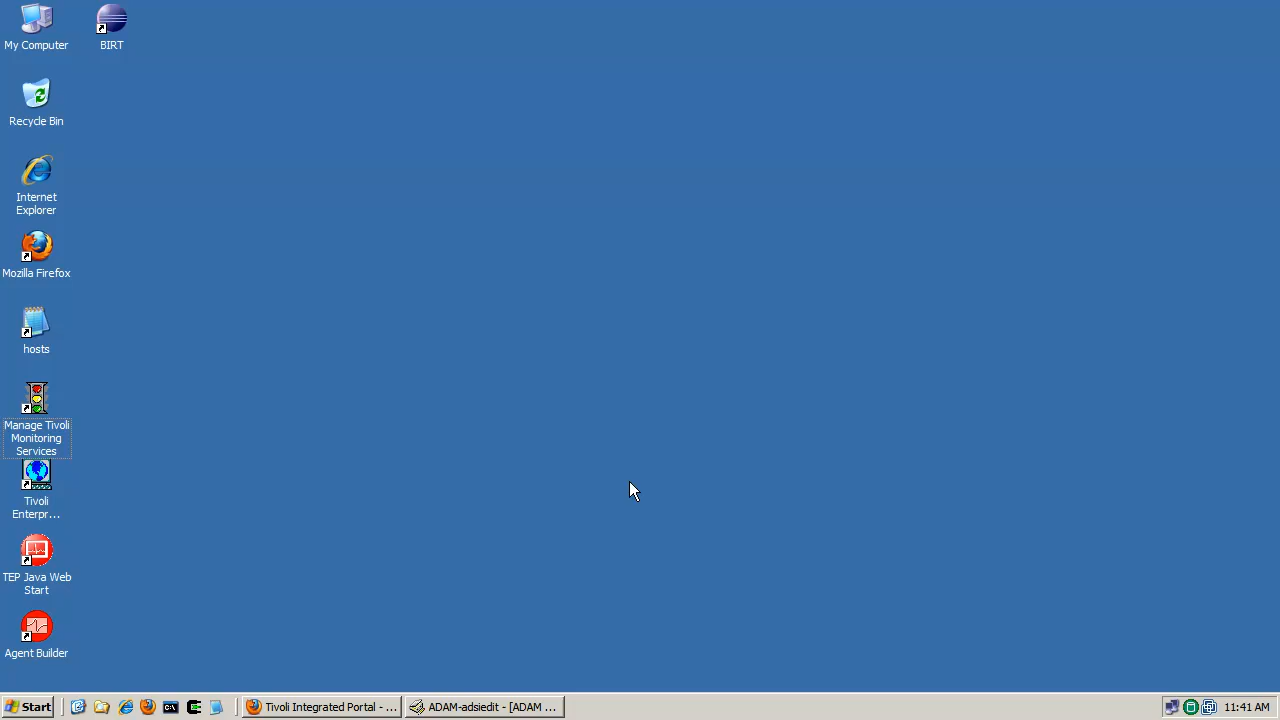 My Computer
BIRT
Recycle Bin
Internet
Explorer
Mozilla Firefox
hosts
Manage Tivoli
Monitoring
Services
Tivoli
Enterpr...
TEP Java Web
Start
Agent Builder
Start
Tivoli Integrated Portal - ...
ADAM-adsiedit - [ADAM ...
11:41 AM